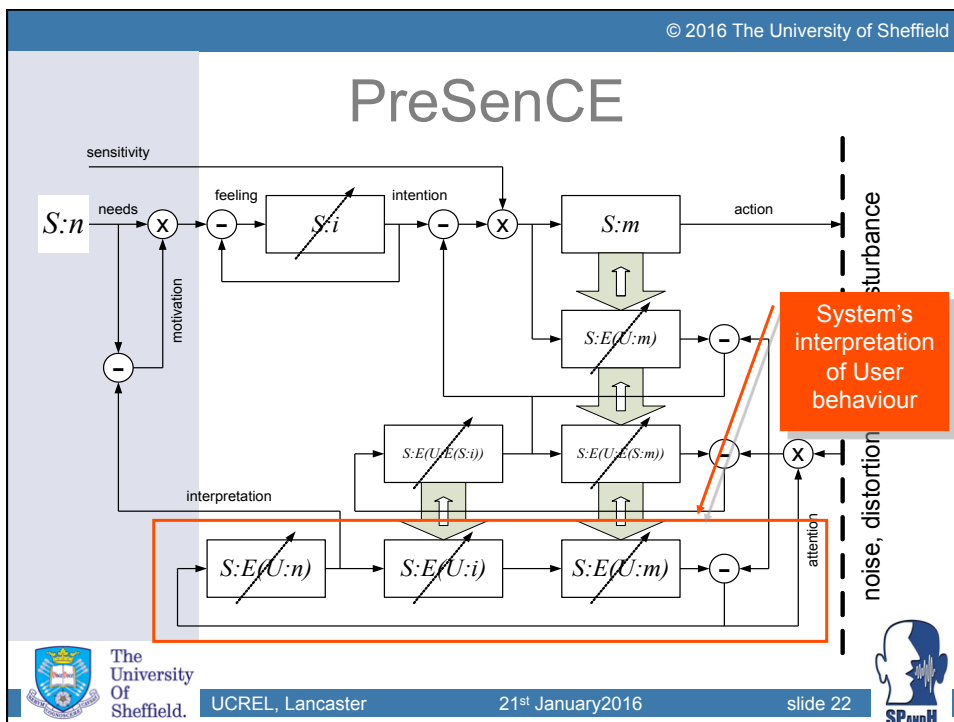 © 2016 The University of Sheffield
PreSenCE
sensitivity
S:n
needs
x
feeling
-
S:i
intention
-
x
S:m
action
motivation
-
S:E(U:m)
-
System's
interpretation
of User
behaviour
noise, distortion
sturbance
S:E(U:E(S:i))
S:E(U:E(S:m))
-
x
interpretation
attention
S:E(U:n)
S:E(U:i)
S:E(U:m)
-
The
University
Of
Sheffield.
UCREL, Lancaster
21st January2016
slide 22
SPANDH